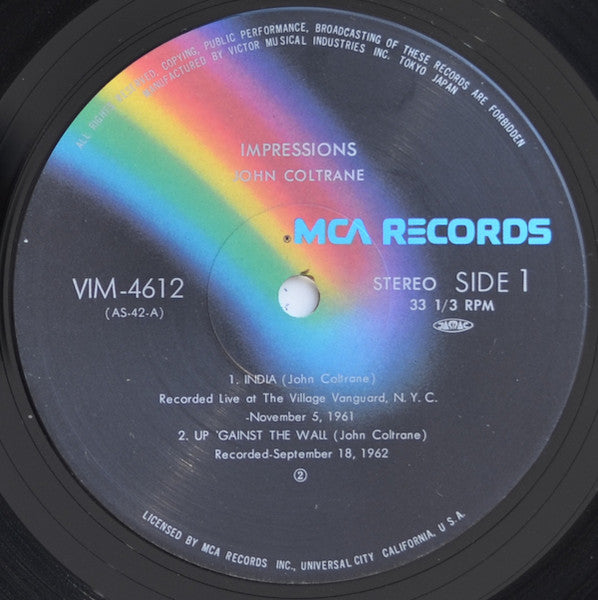 ALL RIGHTS RESERVED, COPYING, PUBLIC PERFORMANCE, BROADCASTING OF THESE RECORDS ARE FORBIDDEN
MANUFACTURED BY VICTOR MUSICAL INDUSTRIES INC. TOKYO JAPAN
IMPRESSIONS
JOHN COLTRANE
MCA RECORDS
VIM-4612
(AS-42-A)
STEREO SIDE 1
33 1/3 RPM
JASRAC
1. INDIA (John Coltrane)
Recorded Live at The Village Vanguard, N.Y.C.
-November 5, 1961
2. UP 'GAINST THE WALL (John Coltrane)
Recorded-September 18, 1962
②
LICENSED BY MCA RECORDS INC., UNIVERSAL CITY CALIFORNIA, U.S.A.